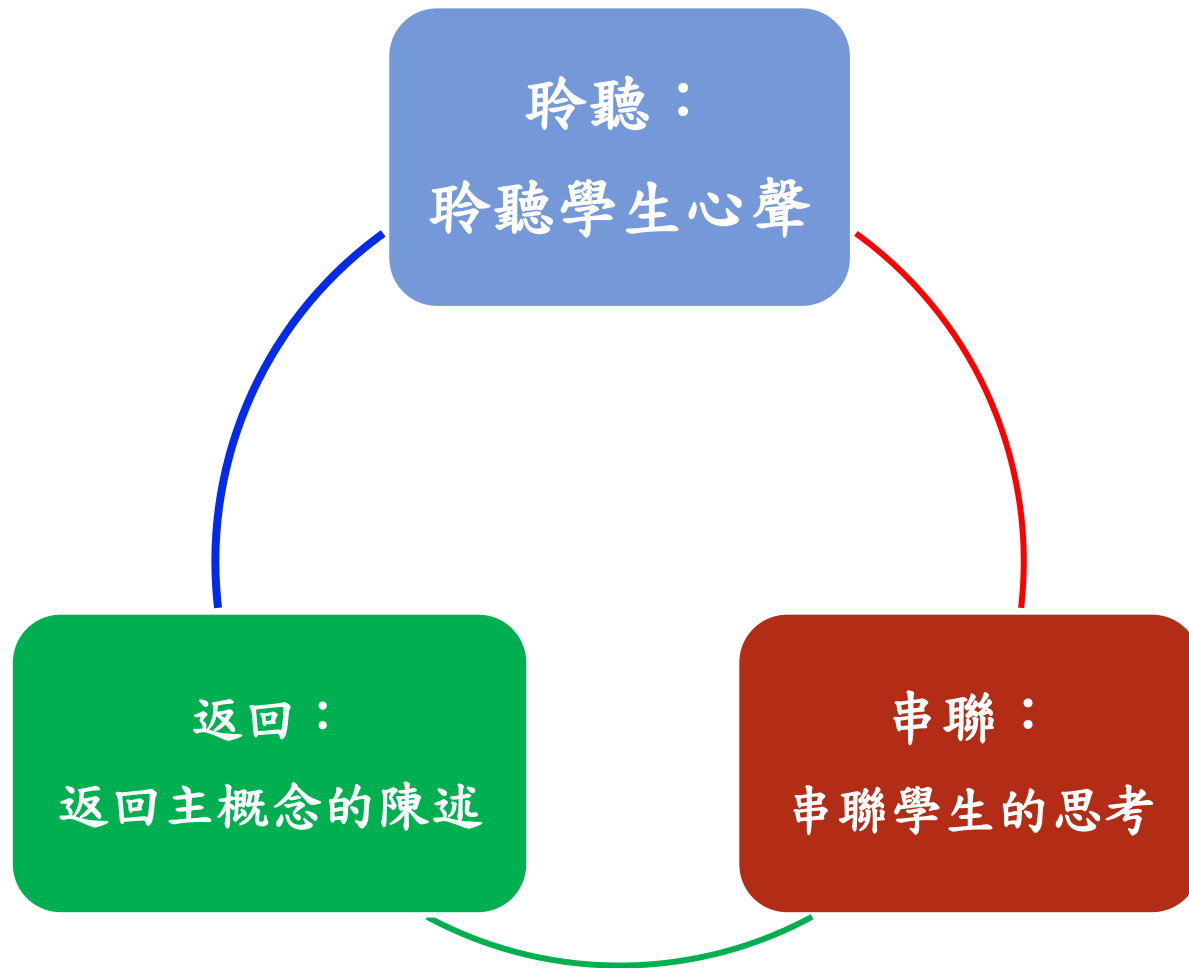 聆聽：
聆聽學生心聲
返回：
返回主概念的陳述
串聯：
串聯學生的思考